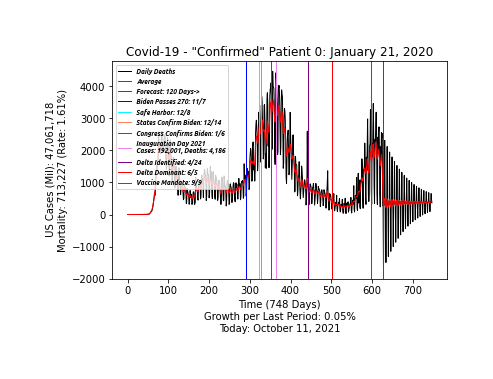 Covid-19 - "Confirmed" Patient 0: January 21, 2020
Daily Deaths
Average
Forecast: 120 Days->
Biden Passes 270: 11/7
Safe Harbor: 12/8
States Confirm Biden: 12/14
Congress Confirms Biden: 1/6
Inauguration Day 2021
Cases: 192,001, Deaths: 4,186
Delta Identified: 4/24
Delta Dominant: 6/5
Vaccine Mandate: 9/9
US Cases (Mil): 47,061,718
Mortality: 713,227 (Rate: 1.61%)
4000
3000
2000
1000
0
−1000
−2000
0 100 200 300 400 500 600 700
Time (748 Days)
Growth per Last Period: 0.05%
Today: October 11, 2021